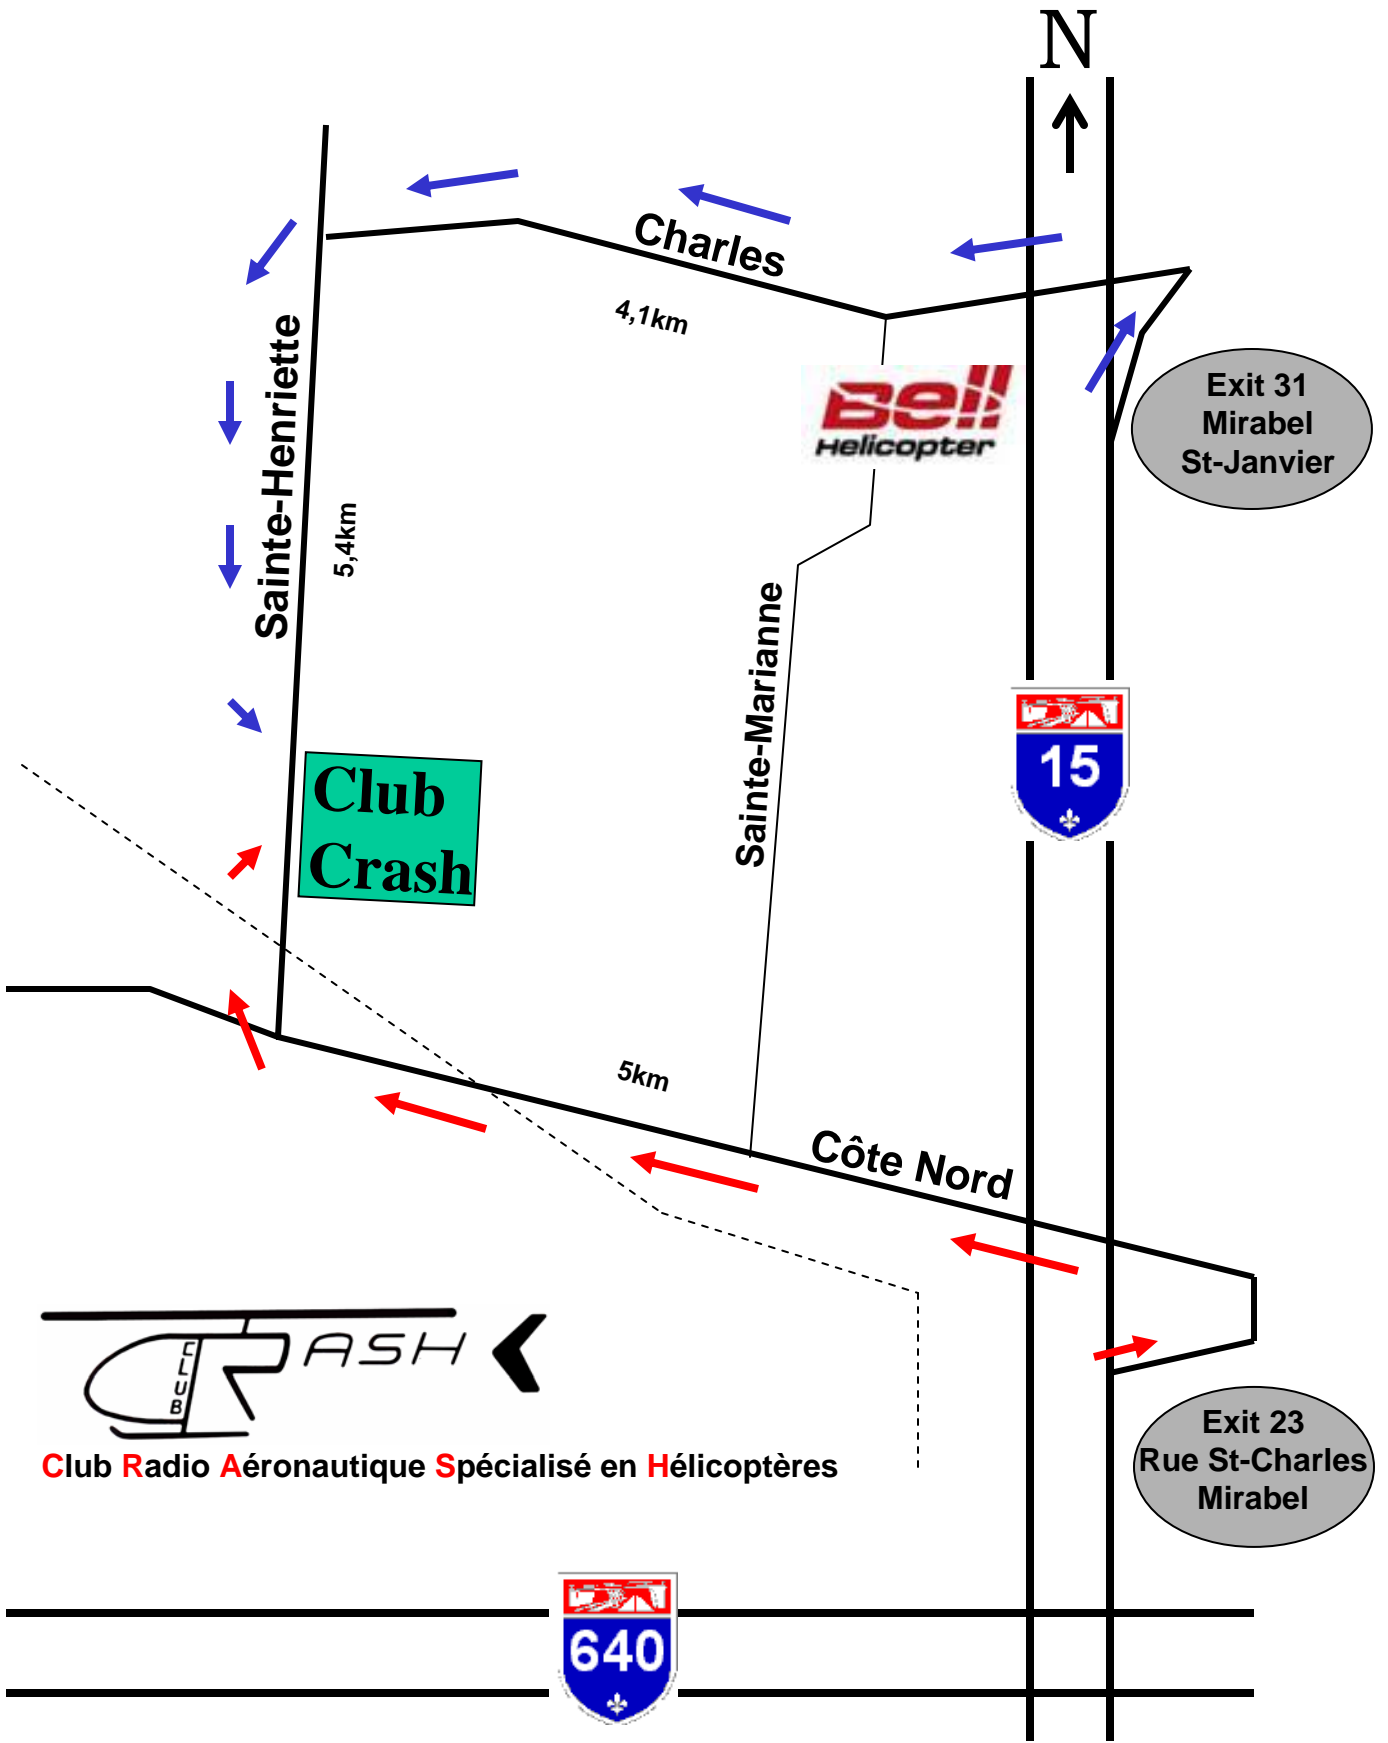 N
Charles
4,1km
Bell
Helicopter
Exit 31
Mirabel
St-Janvier
Sainte-Henriette
5,4km
Sainte-Marianne
15
Club
Crash
5km
Côte Nord
CLUB
CRASH
Club Radio Aéronautique Spécialisé en Hélicoptères
Exit 23
Rue St-Charles
Mirabel
640